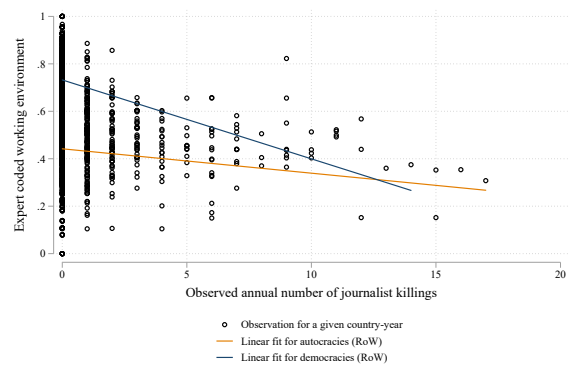 1
.8
.6
.4
.2
0
Expert coded working environment
0 5 10 15 20
Observed annual number of journalist killings
Observation for a given country-year
Linear fit for autocracies (RoW)
Linear fit for democracies (RoW)